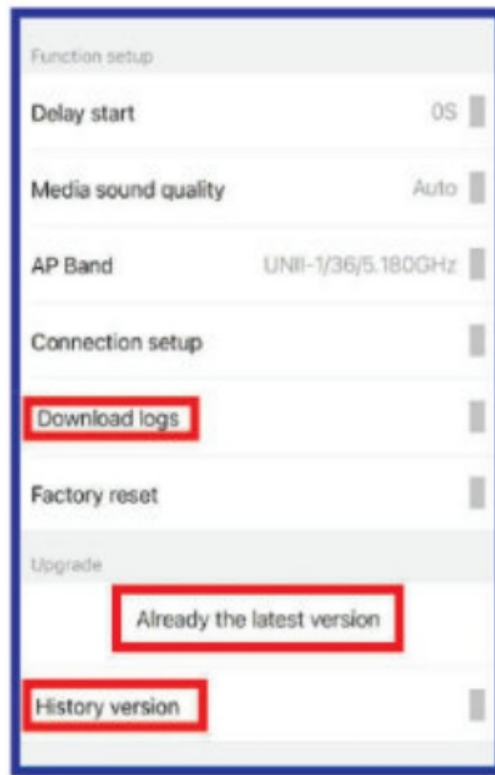 Function setup
Delay start 0S
Media sound quality Auto
AP Band UNII-1/36/5.180GHz
Connection setup
Download logs
Factory reset
Upgrade
Already the latest version
History version